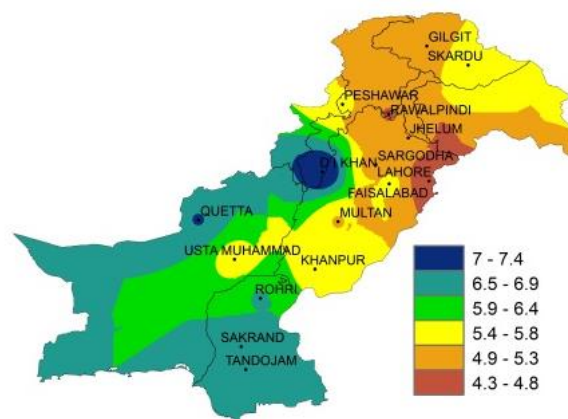 GILGIT
SKARDU
PESHAWAR
RAWALPINDI
JHELUM
SARGODHA
D I KHAN
LAHORE
FAISALABAD
QUETTA
MULTAN
USTA MUHAMMAD
KHANPUR
ROHRI
SAKRAND
TANDOJAM
7 - 7.4
6.5 - 6.9
5.9 - 6.4
5.4 - 5.8
4.9 - 5.3
4.3 - 4.8